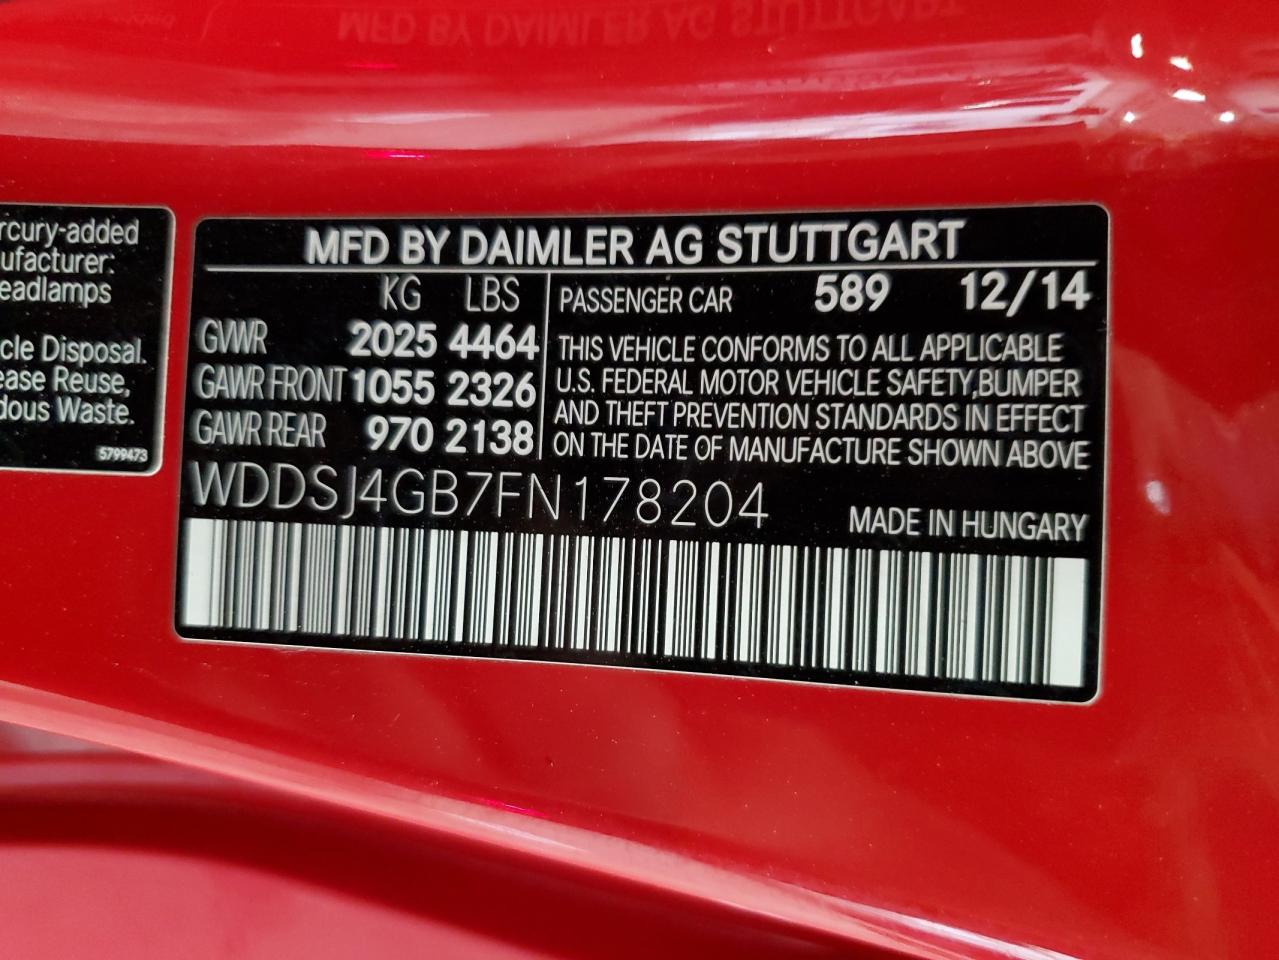 rcury-added
ufacturer:
eadlamps
cle Disposal.
ease Reuse,
dous Waste.
5799473
MFD BY DAIMLER AG STUTTGART
KG LBS
GVWR 2025 4464
GAWR FRONT 1055 2326
GAWR REAR 970 2138
PASSENGER CAR 589 12/14
THIS VEHICLE CONFORMS TO ALL APPLICABLE
U.S. FEDERAL MOTOR VEHICLE SAFETY,BUMPER
AND THEFT PREVENTION STANDARDS IN EFFECT
ON THE DATE OF MANUFACTURE SHOWN ABOVE
WDDSJ4GB7FN178204
MADE IN HUNGARY